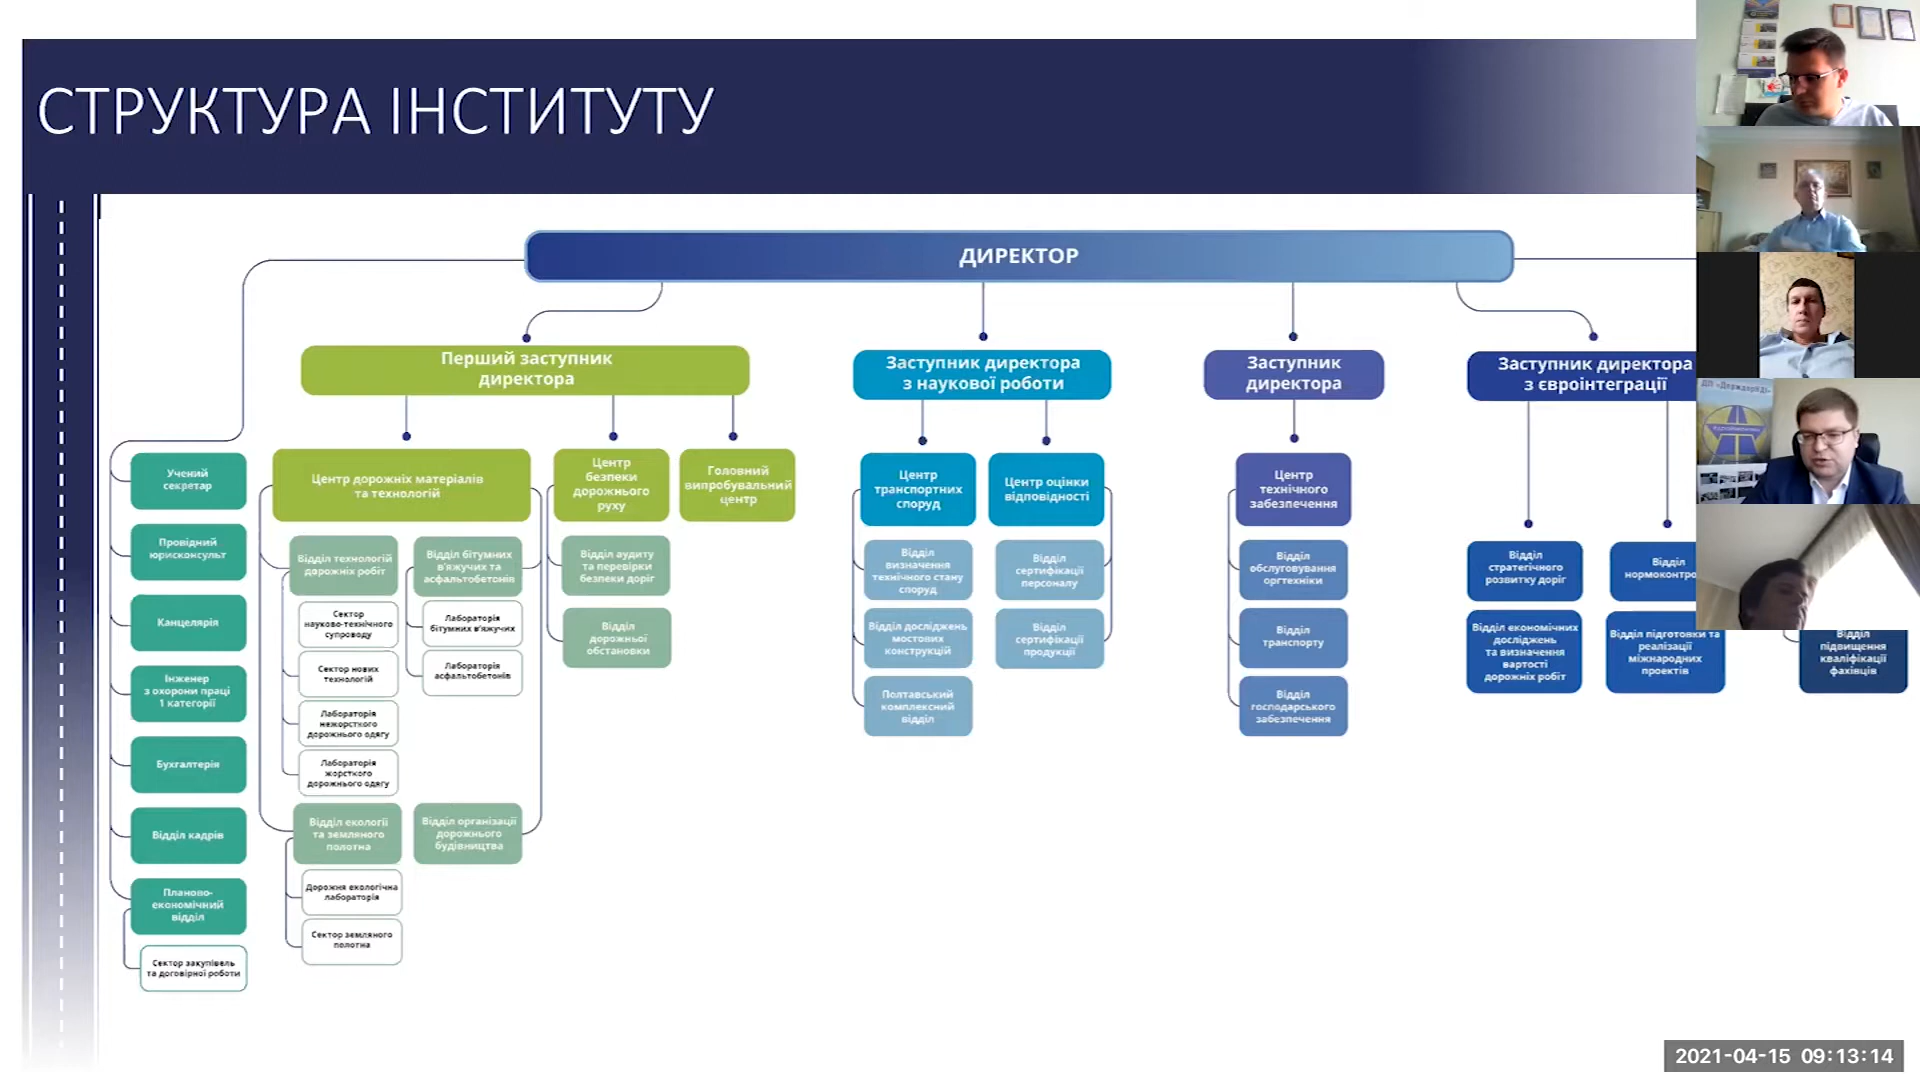 СТРУКТУРА ІНСТИТУТУ
ДИРЕКТОР
Перший заступник
директора
Заступник директора
з наукової роботи
Заступник
директора
Заступник директора
з євроінтеграції
Учений
секретар
Провідний
юрисконсульт
Канцелярія
Інженер
з охорони праці
1 категорії
Бухгалтерія
Відділ кадрів
Планово-
економічний
відділ
Сектор закупівель
та договірної роботи
Центр дорожніх матеріалів
та технологій
Відділ технологій
дорожніх робіт
Сектор
науково-технічного
супроводу
Сектор нових
технологій
Лабораторія
нежорсткого
дорожнього одягу
Лабораторія
жорсткого
дорожнього одягу
Відділ бітумних
в'яжучих та
асфальтобетонів
Лабораторія
бітумних в'яжучих
Лабораторія
асфальтобетонів
Відділ екології
та земляного
полотна
Дорожня екологічна
лабораторія
Сектор земляного
полотна
Відділ організації
дорожнього
будівництва
Центр
безпеки
дорожнього
руху
Відділ аудиту
та перевірки
безпеки доріг
Відділ
дорожньої
обстановки
Головний
випробувальний
центр
Центр
транспортних
споруд
Відділ
визначення
технічного стану
споруд
Відділ досліджень
мостових
конструкцій
Полтавський
комплексний
відділ
Центр оцінки
відповідності
Відділ
сертифікації
персоналу
Відділ
сертифікації
продукції
Центр
технічного
забезпечення
Відділ
обслуговування
оргтехніки
Відділ
транспорту
Відділ
господарського
забезпечення
Відділ
стратегічного
розвитку доріг
Відділ економічних
досліджень
та визначення
вартості
дорожніх робіт
Відділ
нормоконтро
Відділ підготовки та
реалізації
міжнародних
проектів
Відділ
підвищення
кваліфікації
фахівців
2021-04-15 09:13:14